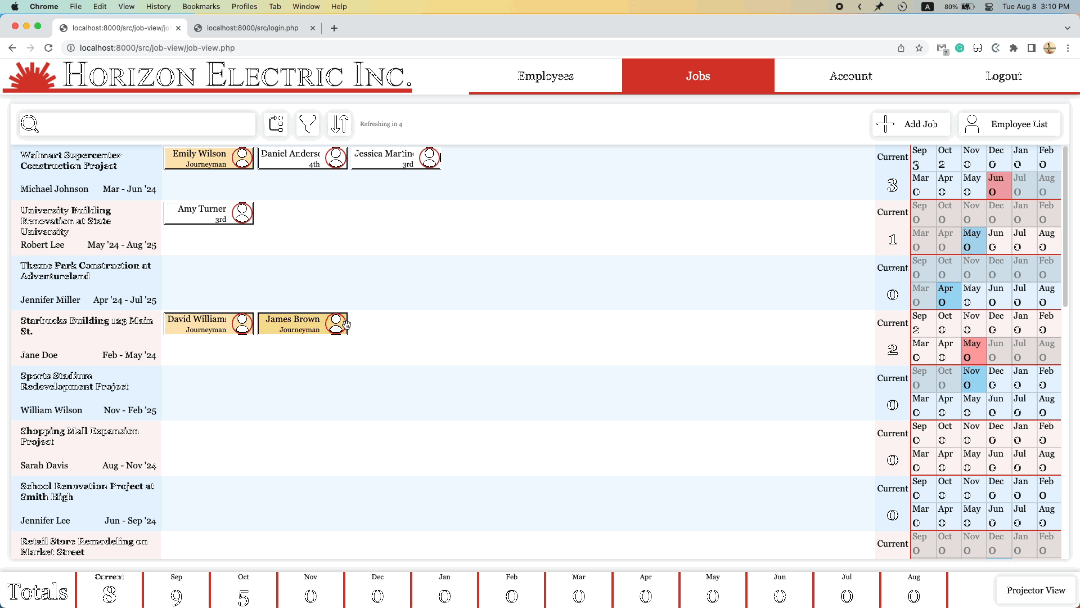 Chrome File Edit View History Bookmarks Profiles Tab Window Help A 80% Tue Aug 8 3:10 PM
localhost:8000/src/job-view/jo localhost:8000/src/login.php
localhost:8000/src/job-view/job-view.php
HORIZON ELECTRIC INC. Employees Jobs Account Logout
Refreshing in 4 Add Job Employee List
Walmart Supercenter Construction Project
Michael Johnson Mar - Jun '24
Emily Wilson Journeyman
Daniel Anders 4th
Jessica Martin 3rd
Current 3
Sep Oct Nov Dec Jan Feb
3 2 0 0 0 0
Mar Apr May Jun Jul Aug
0 0 0 0 0 0
University Building Renovation at State University
Robert Lee May '24 - Aug '25
Amy Turner 3rd
Current 1
Sep Oct Nov Dec Jan Feb
0 0 0 0 0 0
Mar Apr May Jun Jul Aug
0 0 0 0 0 0
Theme Park Construction at Adventureland
Jennifer Miller Apr '24 - Jul '25
Current 0
Sep Oct Nov Dec Jan Feb
0 0 0 0 0 0
Mar Apr May Jun Jul Aug
0 0 0 0 0 0
Starbucks Building 123 Main St.
Jane Doe Feb - May '24
David William Journeyman
James Brown Journeyman
Current 2
Sep Oct Nov Dec Jan Feb
2 0 0 0 0 0
Mar Apr May Jun Jul Aug
0 0 0 0 0 0
Sports Stadium Redevelopment Project
William Wilson Nov - Feb '25
Current 0
Sep Oct Nov Dec Jan Feb
0 0 0 0 0 0
Mar Apr May Jun Jul Aug
0 0 0 0 0 0
Shopping Mall Expansion Project
Sarah Davis Aug - Nov '24
Current 0
Sep Oct Nov Dec Jan Feb
0 0 0 0 0 0
Mar Apr May Jun Jul Aug
0 0 0 0 0 0
School Renovation Project at Smith High
Jennifer Lee Jun - Sep '24
Current 0
Sep Oct Nov Dec Jan Feb
0 0 0 0 0 0
Mar Apr May Jun Jul Aug
0 0 0 0 0 0
Retail Store Remodeling on Market Street
Current
Sep Oct Nov Dec Jan Feb
0 0 0 0 0 0
Totals
Current Sep Oct Nov Dec Jan Feb Mar Apr May Jun Jul Aug
8 9 5 0 0 0 0 0 0 0 0 0 0
Projector View